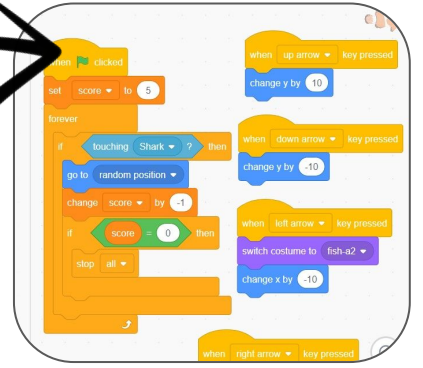 when clicked
set score to 5
forever
if touching Shark ? then
go to random position
change score by -1
if score = 0 then
stop all
when up arrow key pressed
change y by 10
when down arrow key pressed
change y by -10
when left arrow key pressed
switch costume to fish-a2
change x by -10
when right arrow key pressed